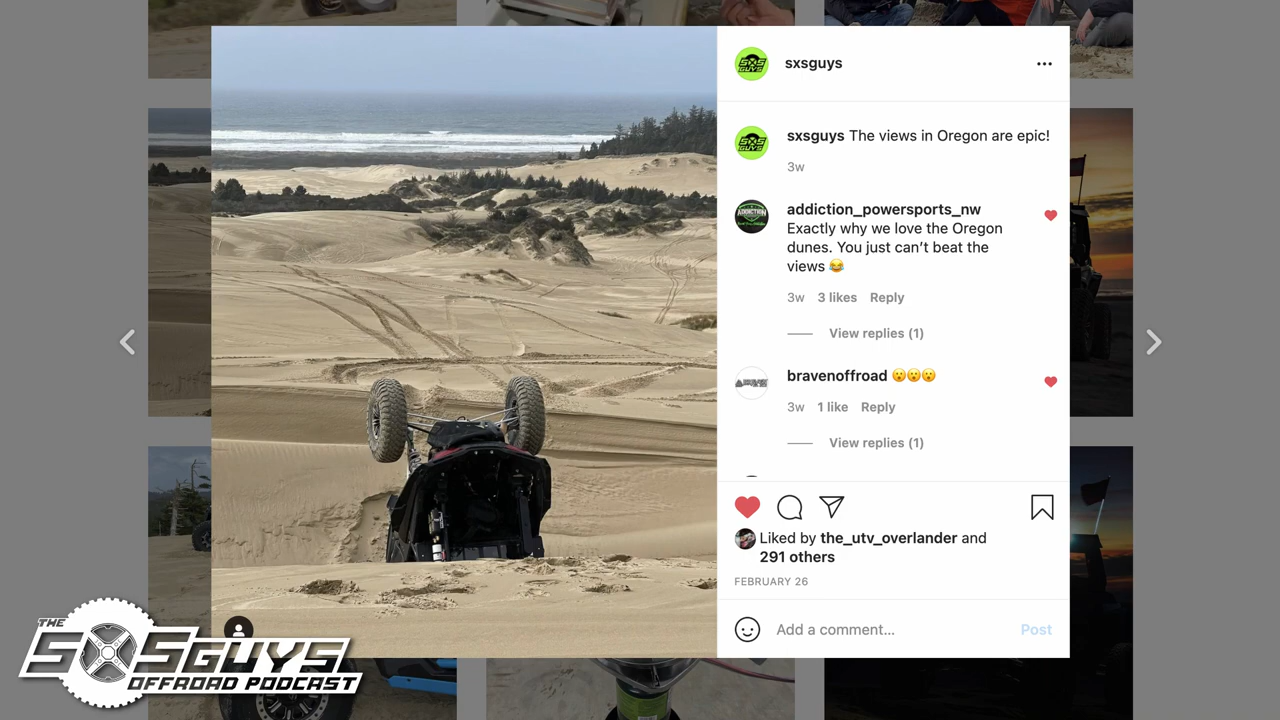 sxsguys
sxsguys The views in Oregon are epic!
3w
addiction_powersports_nw
Exactly why we love the Oregon
dunes. You just can’t beat the
views 😂
3w 3 likes Reply
View replies (1)
bravenoffroad 😮😮😮
3w 1 like Reply
View replies (1)
Liked by the_utv_overlander and
291 others
FEBRUARY 26
Add a comment... Post
THE
SXSGUYS
OFFROAD PODCAST